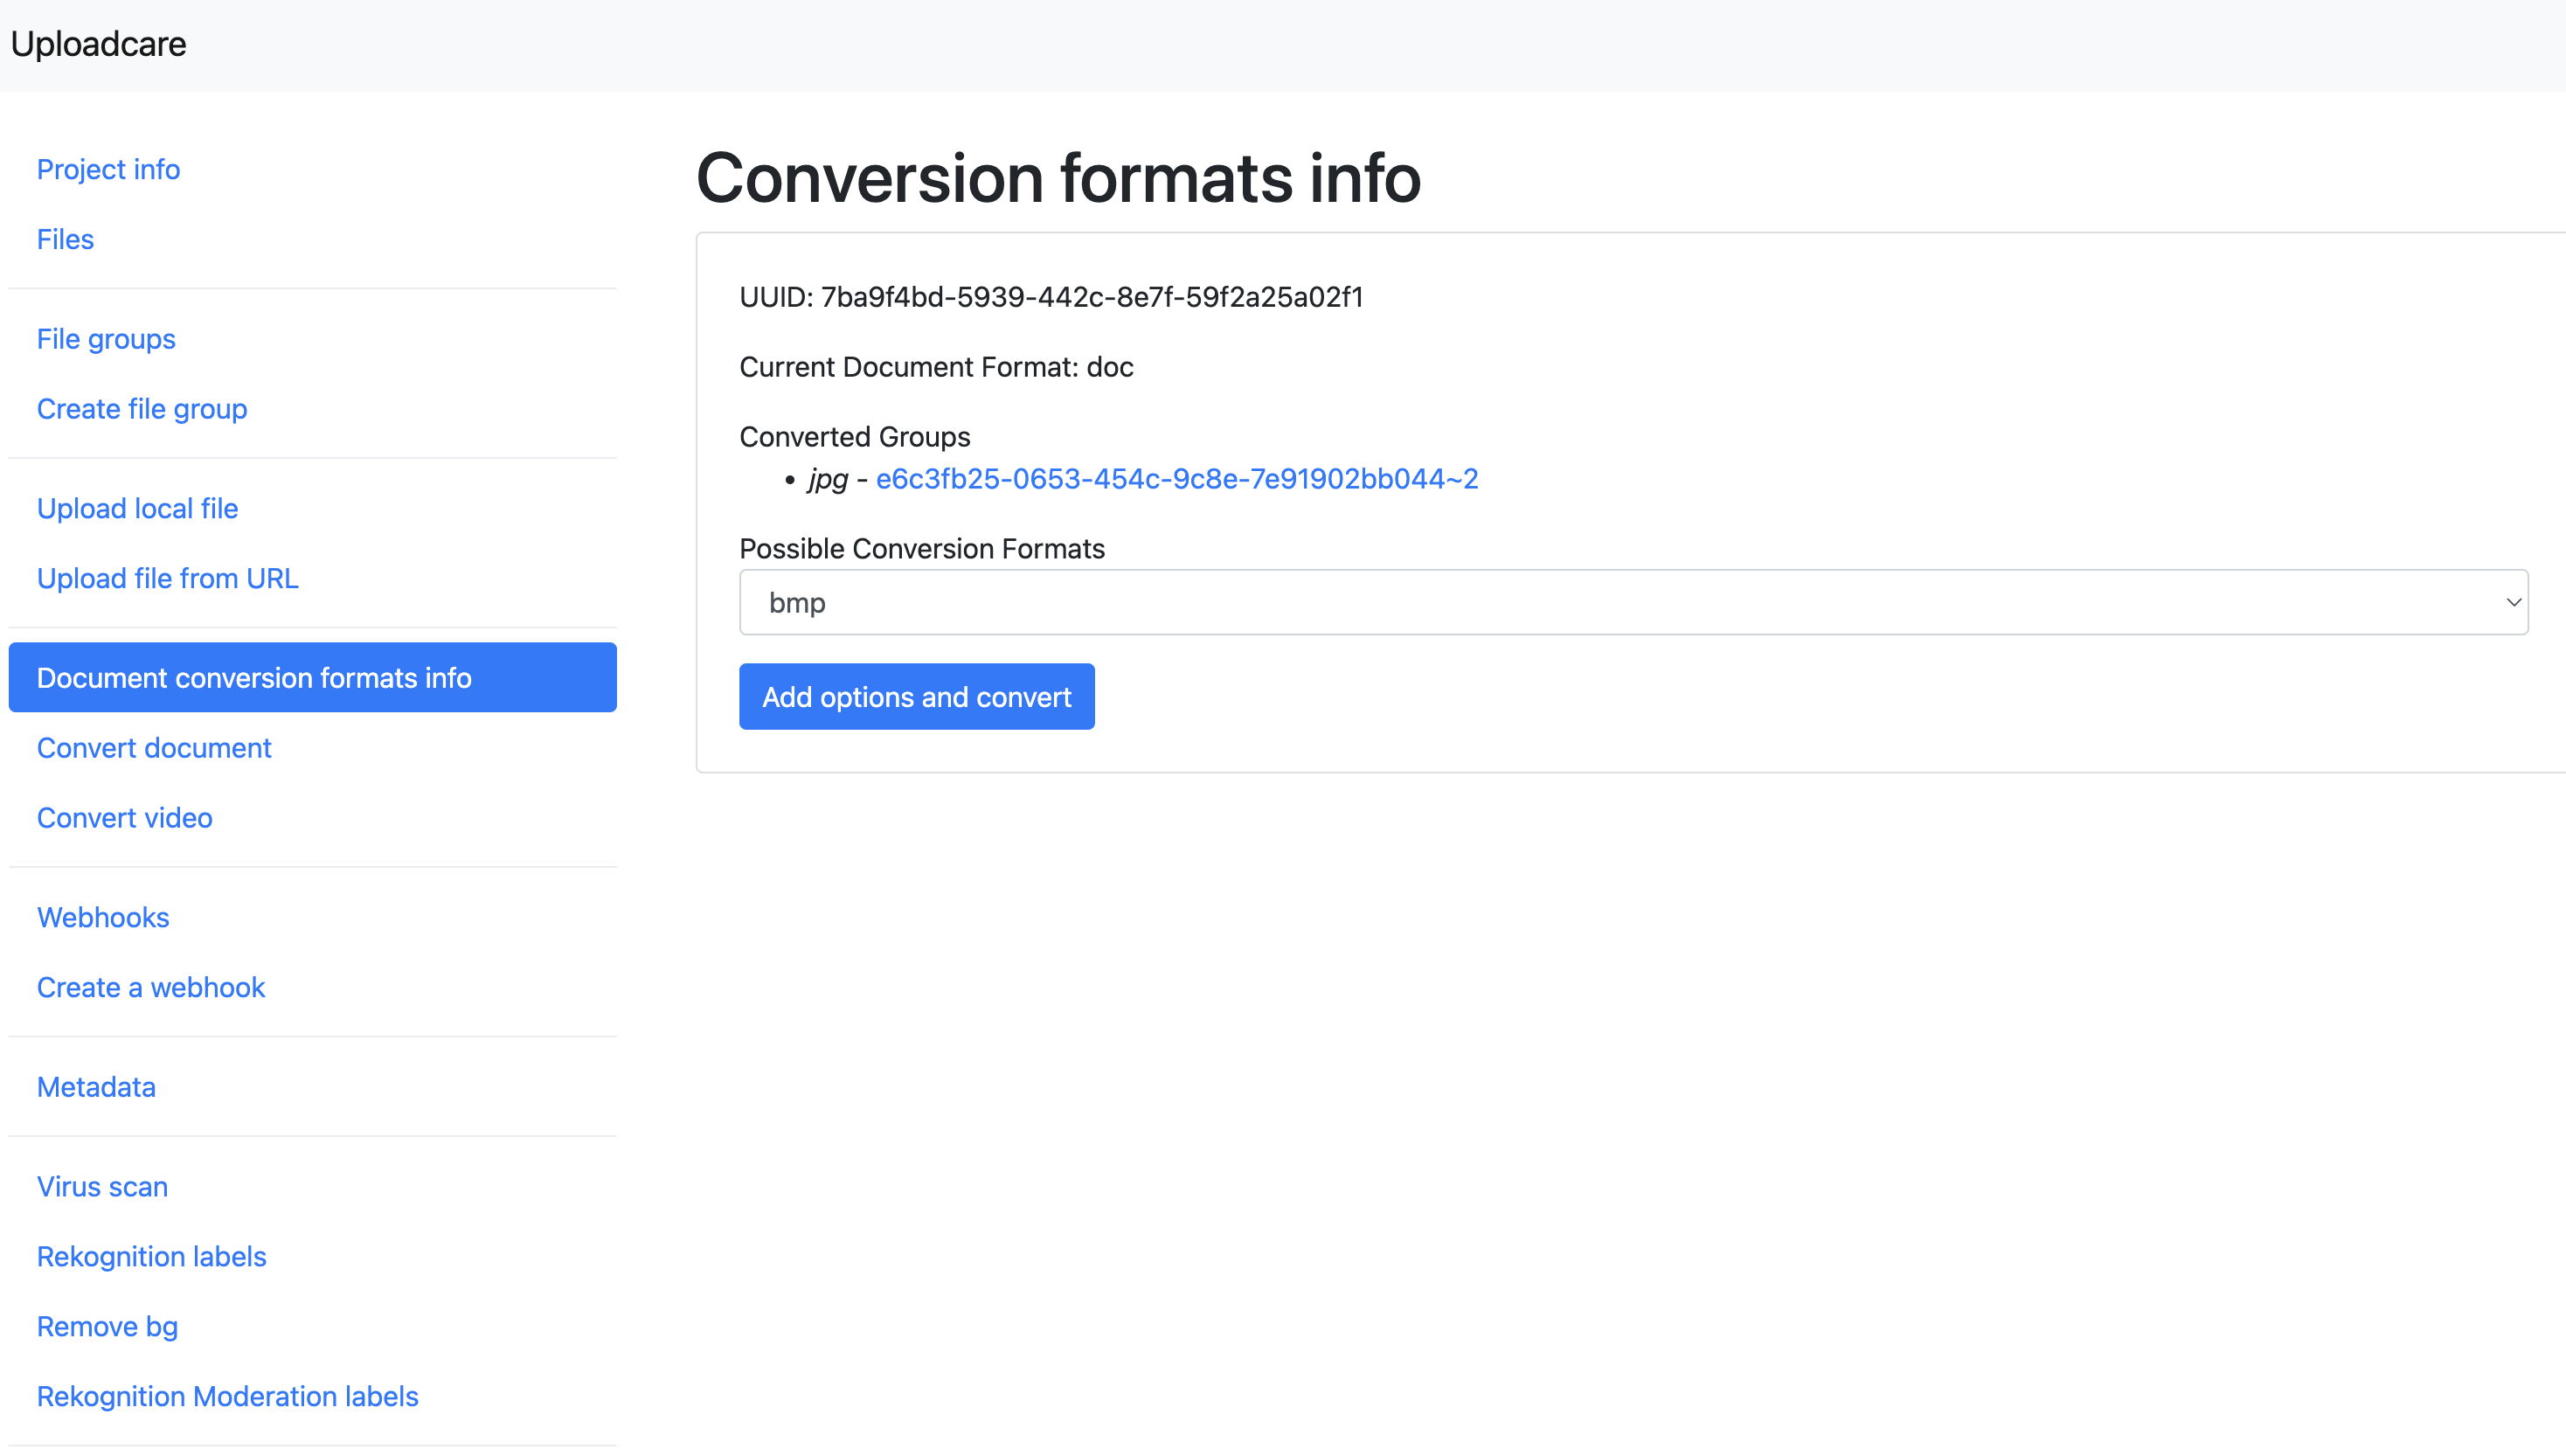 Uploadcare
Project info
Files
File groups
Create file group
Upload local file
Upload file from URL
Document conversion formats info
Convert document
Convert video
Webhooks
Create a webhook
Metadata
Virus scan
Rekognition labels
Remove bg
Rekognition Moderation labels
Conversion formats info
UUID: 7ba9f4bd-5939-442c-8e7f-59f2a25a02f1
Current Document Format: doc
Converted Groups
• jpg - e6c3fb25-0653-454c-9c8e-7e91902bb044~2
Possible Conversion Formats
bmp
Add options and convert